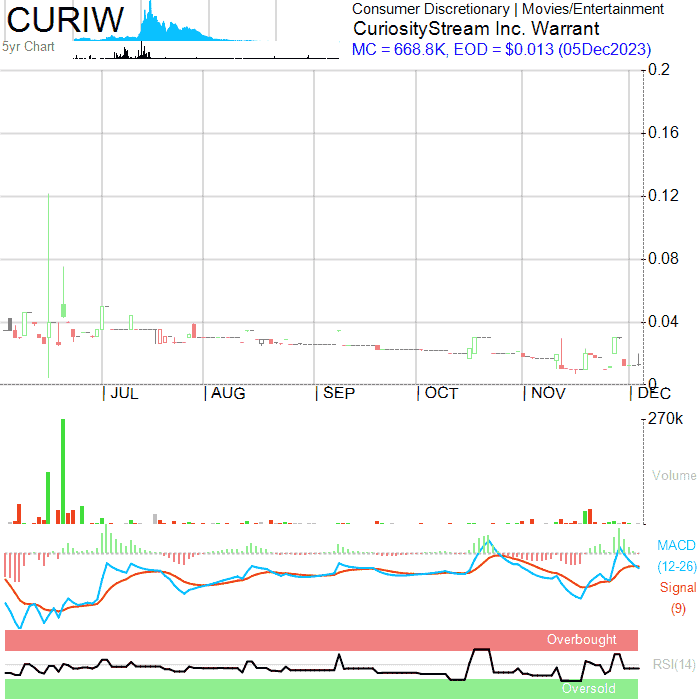 CURIW
5yr Chart
Consumer Discretionary | Movies/Entertainment
CuriosityStream Inc. Warrant
MC = 668.8K, EOD = $0.013 (05Dec2023)
0.2
0.16
0.12
0.08
0.04
0
JUL AUG SEP OCT NOV DEC
270k
Volume
MACD
(12-26)
Signal
(9)
Overbought
RSI(14)
Oversold